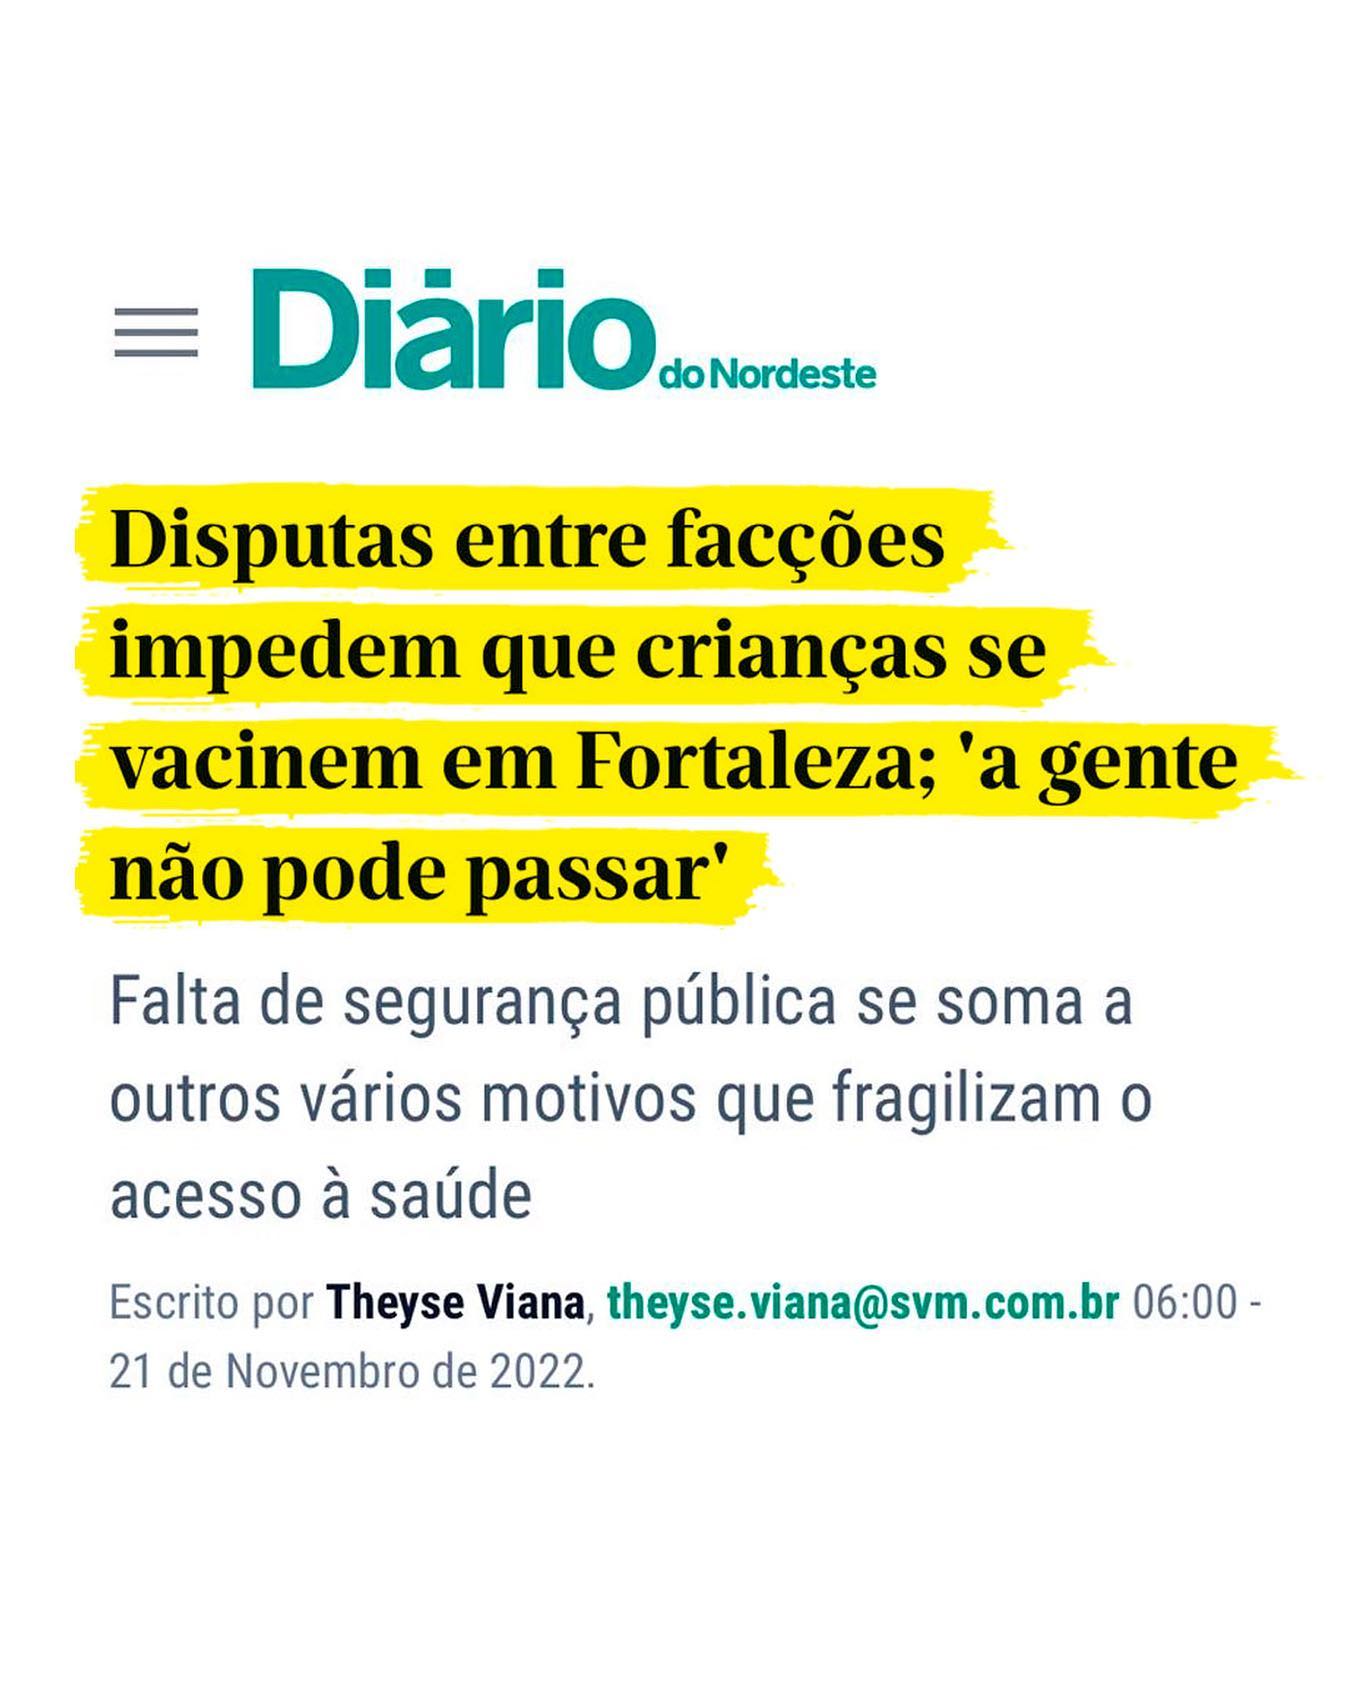 Diário do Nordeste
Disputas entre facções
impedem que crianças se
vacinem em Fortaleza; 'a gente
não pode passar'
Falta de segurança pública se soma a
outros vários motivos que fragilizam o
acesso à saúde
Escrito por Theyse Viana, theyse.viana@svm.com.br 06:00 -
21 de Novembro de 2022.